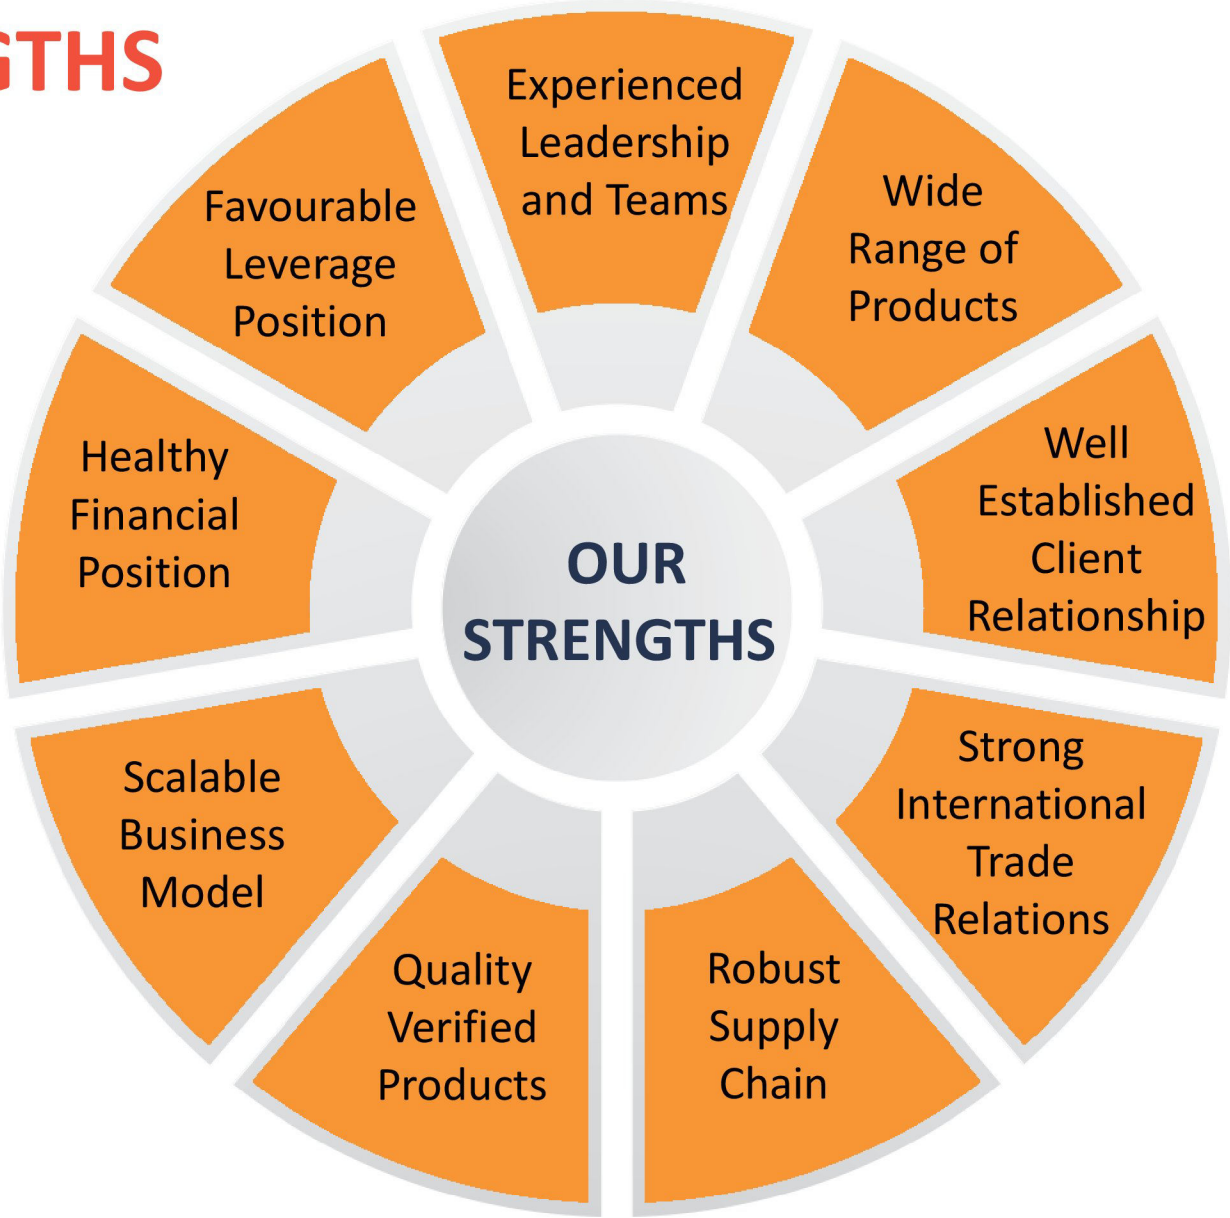 GTHS
Experienced
Leadership
and Teams
Wide
Range of
Products
Well
Established
Client
Relationship
Strong
International
Trade
Relations
Robust
Supply
Chain
Quality
Verified
Products
Scalable
Business
Model
Healthy
Financial
Position
Favourable
Leverage
Position
OUR
STRENGTHS